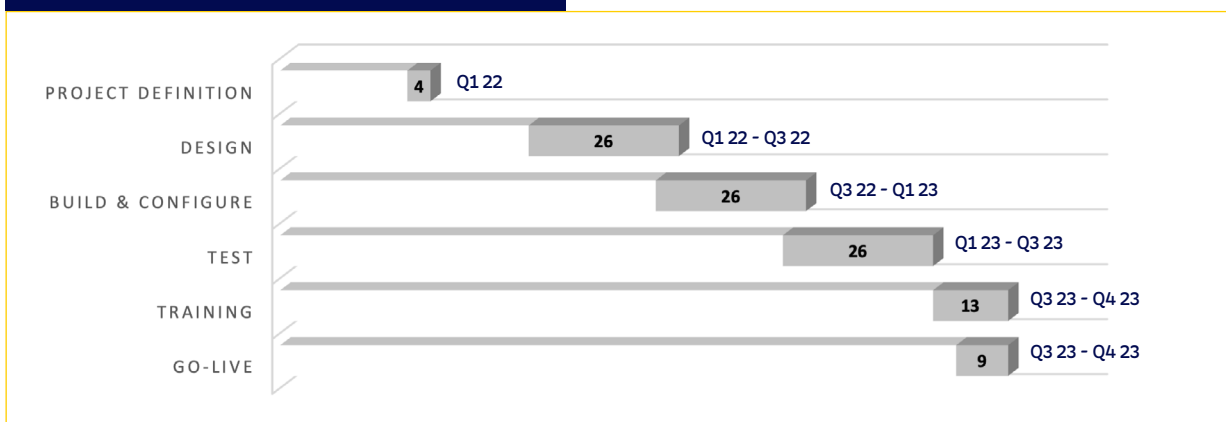 PROJECT DEFINITION
4
Q1 22
DESIGN
26
Q1 22 - Q3 22
BUILD & CONFIGURE
26
Q3 22 - Q1 23
TEST
26
Q1 23 - Q3 23
TRAINING
13
Q3 23 - Q4 23
GO-LIVE
9
Q3 23 - Q4 23